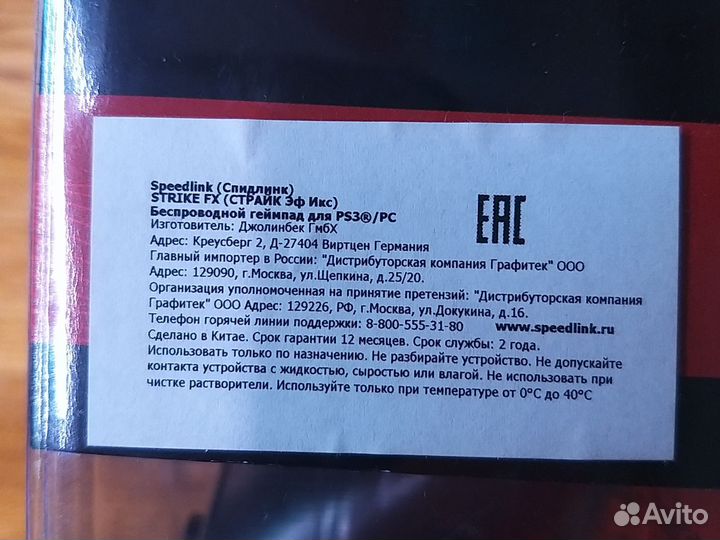 Speedlink (Спидлинк)
STRIKE FX (СТРАЙК Эф Икс)
Беспроводной геймпад для PS3®/PC
Изготовитель: Джолинбек ГмбХ
Адрес: Креусберг 2, Д-27404 Виртцен Германия
Главный импортер в России: "Дистрибуторская компания Графитек" ООО
Адрес: 129090, г.Москва, ул.Щепкина, д.25/20.
Организация уполномоченная на принятие претензий: "Дистрибуторская компания
Графитек" ООО Адрес: 129226, РФ, г.Москва, ул.Докукина, д.16.
Телефон горячей линии поддержки: 8-800-555-31-80 www.speedlink.ru
Сделано в Китае. Срок гарантии 12 месяцев. Срок службы: 2 года.
Использовать только по назначению. Не разбирайте устройство. Не допускайте
контакта устройства с жидкостью, сыростью или влагой. Не использовать при
чистке растворители. Используйте только при температуре от 0°C до 40°C
EAC
Avito